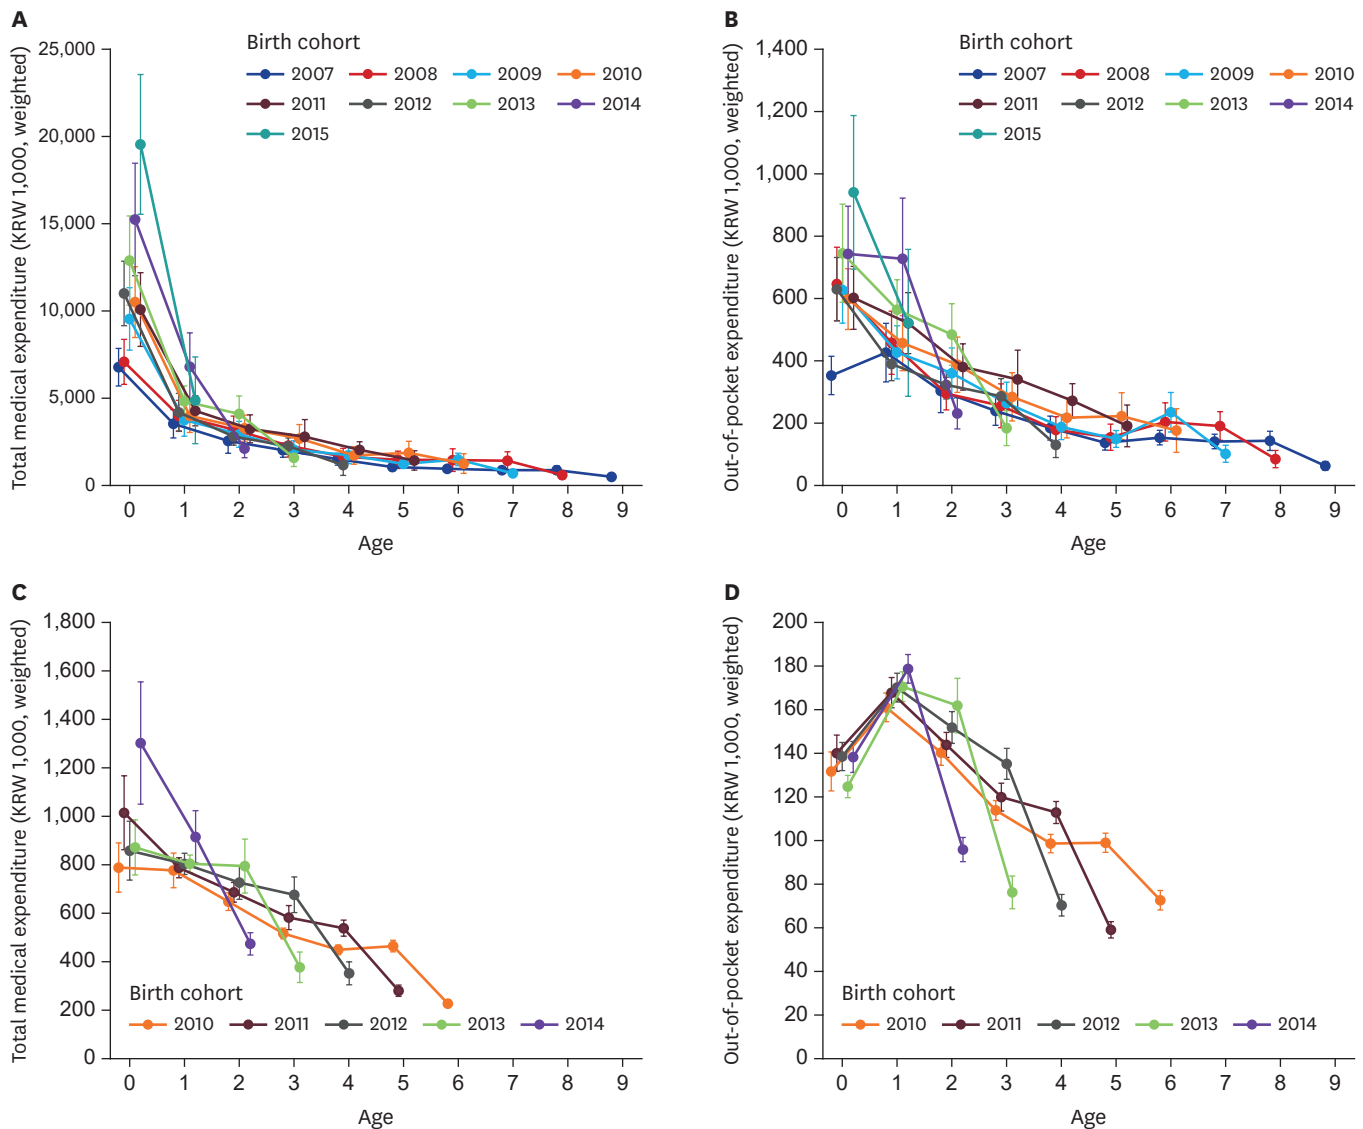 A
Total medical expenditure (KRW 1,000, weighted)
25,000
20,000
15,000
10,000
5,000
0
Birth cohort
2007 2008 2009 2010
2011 2012 2013 2014
2015
0 1 2 3 4 5 6 7 8 9
Age
B
Out-of-pocket expenditure (KRW 1,000, weighted)
1,400
1,200
1,000
800
600
400
200
0
Birth cohort
2007 2008 2009 2010
2011 2012 2013 2014
2015
0 1 2 3 4 5 6 7 8 9
Age
C
Total medical expenditure (KRW 1,000, weighted)
1,800
1,600
1,400
1,200
1,000
800
600
400
200
0
Birth cohort
2010 2011 2012 2013 2014
0 1 2 3 4 5 6 7 8 9
Age
D
Out-of-pocket expenditure (KRW 1,000, weighted)
200
180
160
140
120
100
80
60
40
20
0
Birth cohort
2010 2011 2012 2013 2014
0 1 2 3 4 5 6 7 8 9
Age